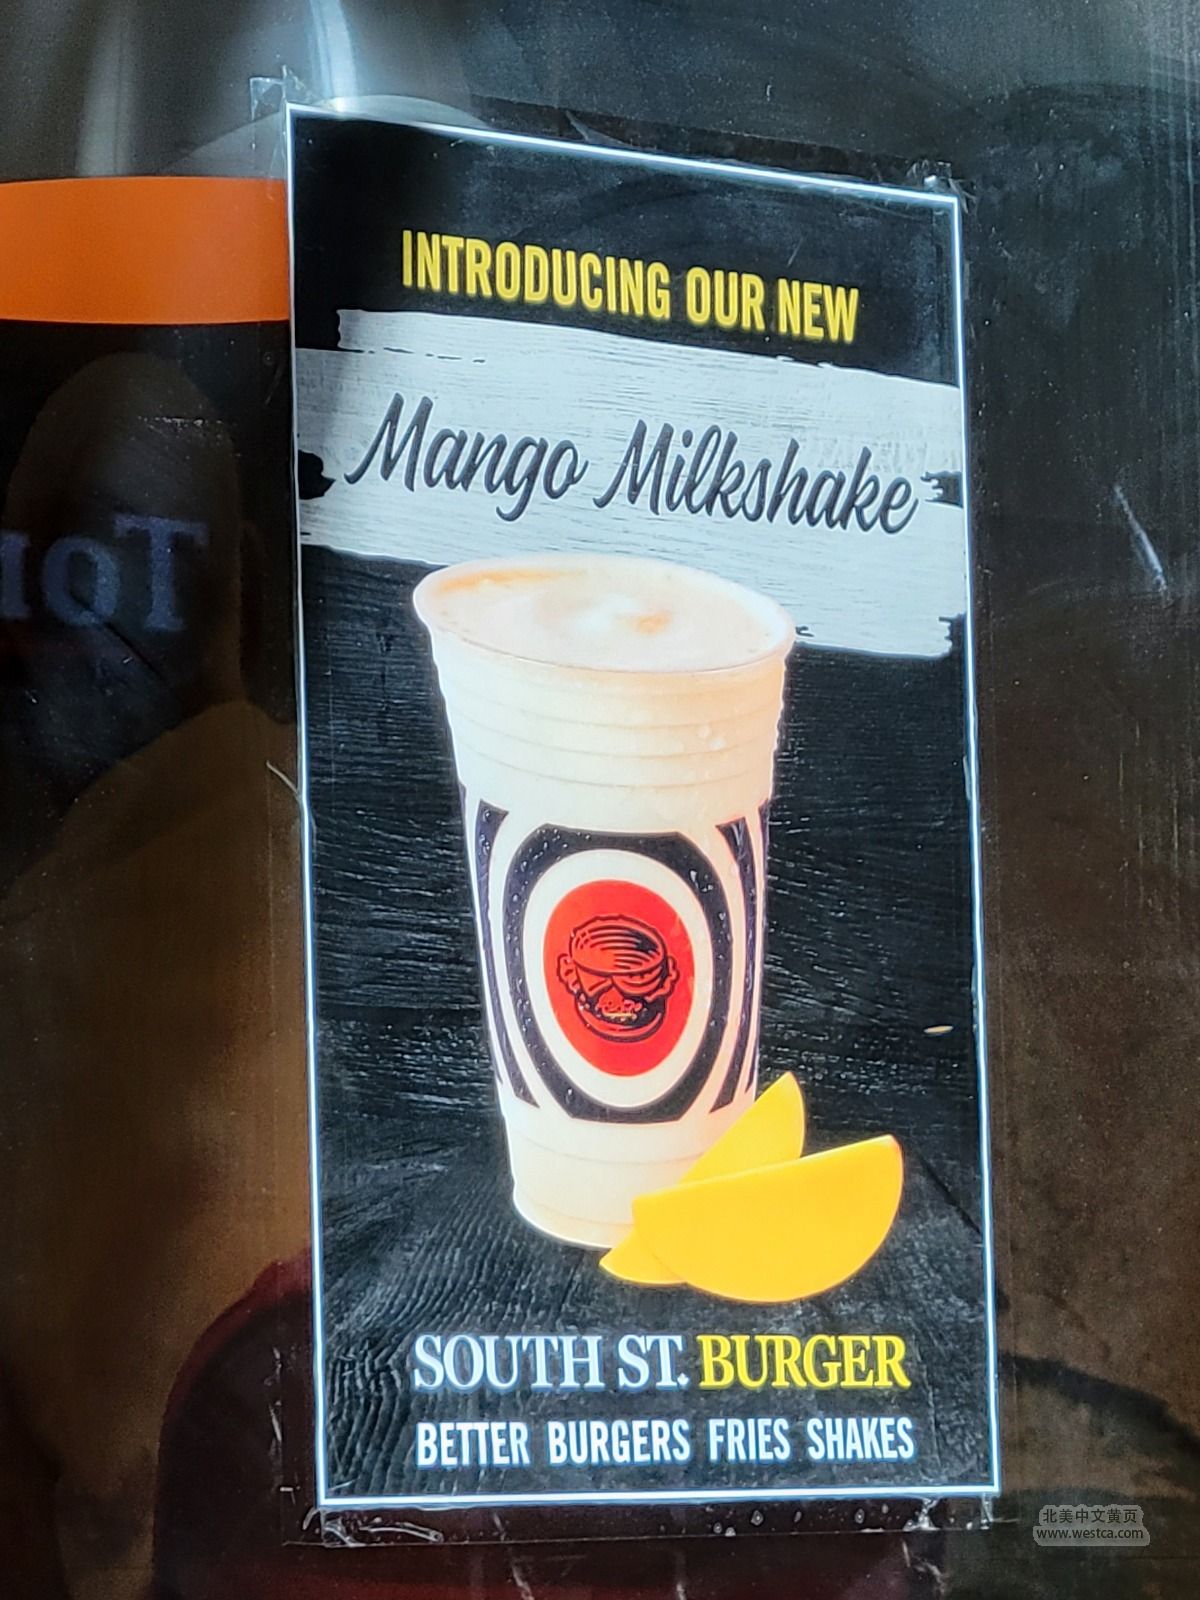 INTRODUCING OUR NEW
Mango Milkshake
SOUTH ST. BURGER
BETTER BURGERS FRIES SHAKES
北美中文黄页
www.westca.com